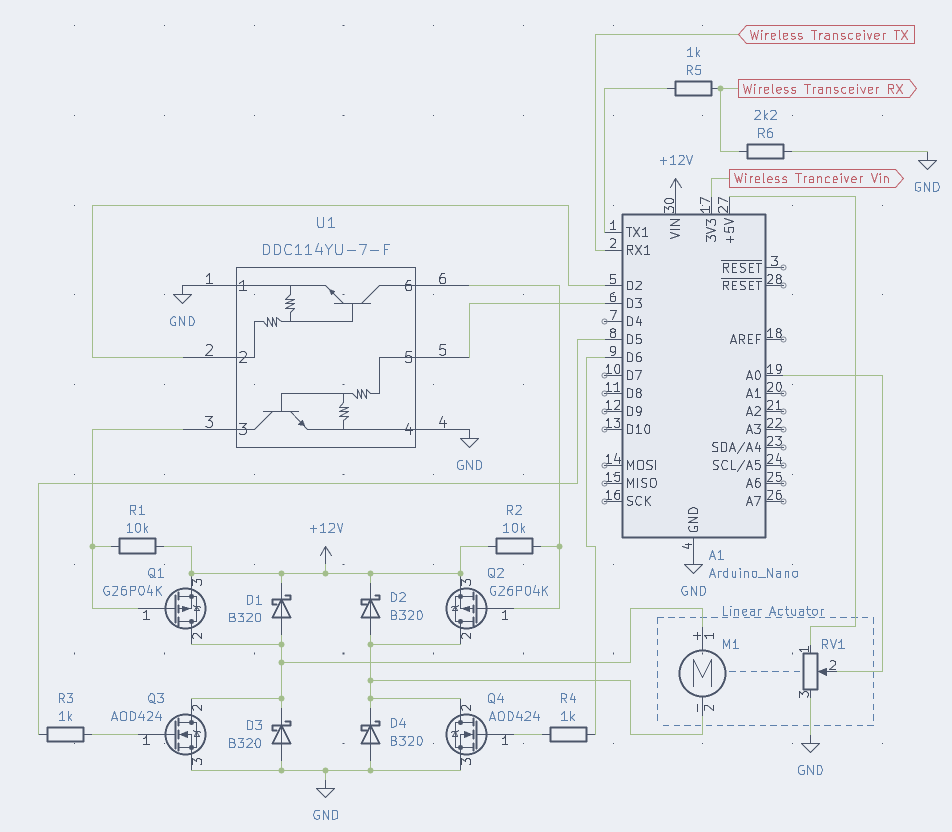 Wireless Transceiver TX
1k
R5
Wireless Transceiver RX
2k2
R6
GND
+12V
Wireless Tranceiver Vin
30
17
27
VIN
3V3
+5V
U1
DDC114YU-7-F
1
1
6
6
GND
2
2
5
5
3
3
4
4
GND
1
TX1
2
RX1
5
D2
6
D3
7
D4
8
D5
9
D6
10
D7
11
D8
12
D9
13
D10
14
MOSI
15
MISO
16
SCK
RESET
3
RESET
28
AREF
18
A0
19
A1
20
A2
21
A3
22
SDA/A4
23
SCL/A5
24
A6
25
A7
26
GND
4
A1
Arduino_Nano
GND
R1
10k
+12V
R2
10k
Q1
G26P04K
3
1
2
D1
B320
D2
B320
Q2
G26P04K
3
1
2
Linear Actuator
+
1
M1
M
−
2
RV1
1
2
3
GND
R3
1k
Q3
AOD424
2
1
3
D3
B320
D4
B320
Q4
AOD424
2
1
3
R4
1k
GND